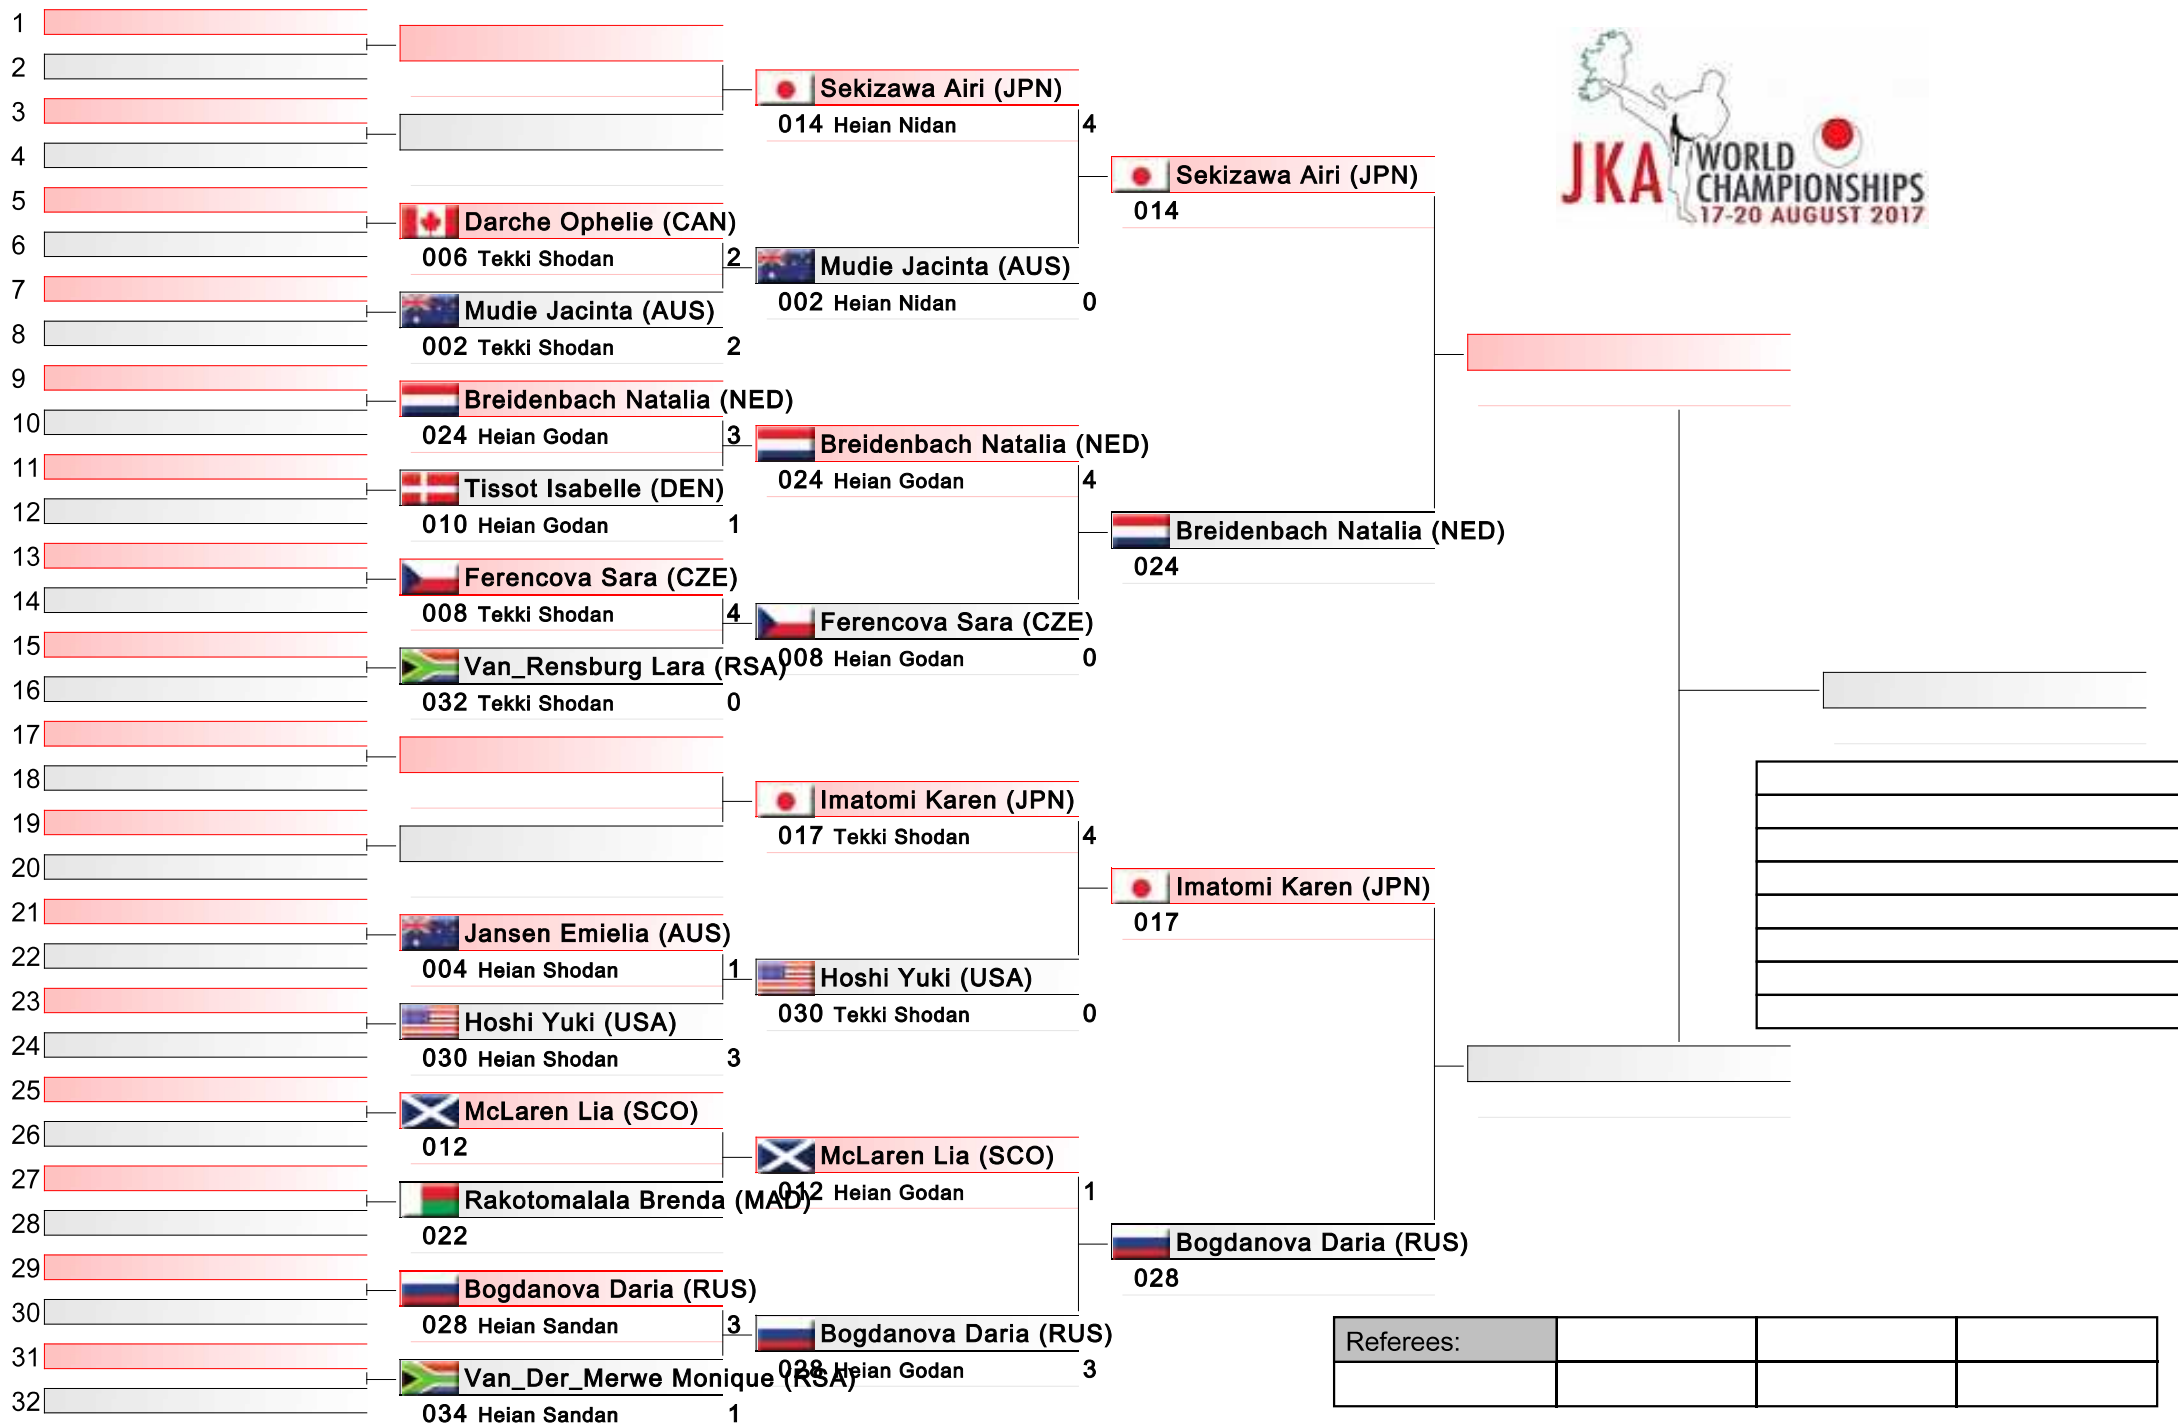 1
2
3
4
5
6
7
8
9
10
11
12
13
14
15
16
17
18
19
20
21
22
23
24
25
26
27
28
29
30
31
32
Darche Ophelie (CAN)
006 Tekki Shodan 2
Mudie Jacinta (AUS)
002 Tekki Shodan 2
Breidenbach Natalia (NED)
024 Heian Godan 3
Tissot Isabelle (DEN)
010 Heian Godan 1
Ferencova Sara (CZE)
008 Tekki Shodan 4
Van_Rensburg Lara (RSA)
032 Tekki Shodan 0
Jansen Emielia (AUS)
004 Heian Shodan 1
Hoshi Yuki (USA)
030 Heian Shodan 3
McLaren Lia (SCO)
012
Rakotomalala Brenda (MAD)
022
Bogdanova Daria (RUS)
028 Heian Sandan 3
Van_Der_Merwe Monique (RSA)
034 Heian Sandan 1
Sekizawa Airi (JPN)
014 Heian Nidan 4
Mudie Jacinta (AUS)
002 Heian Nidan 0
Breidenbach Natalia (NED)
024 Heian Godan 4
Ferencova Sara (CZE)
008 Heian Godan 0
Imatomi Karen (JPN)
017 Tekki Shodan 4
Hoshi Yuki (USA)
030 Tekki Shodan 0
McLaren Lia (SCO)
012 Heian Godan 1
Bogdanova Daria (RUS)
028 Heian Godan 3
Sekizawa Airi (JPN)
014
Breidenbach Natalia (NED)
024
Imatomi Karen (JPN)
017
Bogdanova Daria (RUS)
028
JKA WORLD
CHAMPIONSHIPS
17-20 AUGUST 2017
Referees: